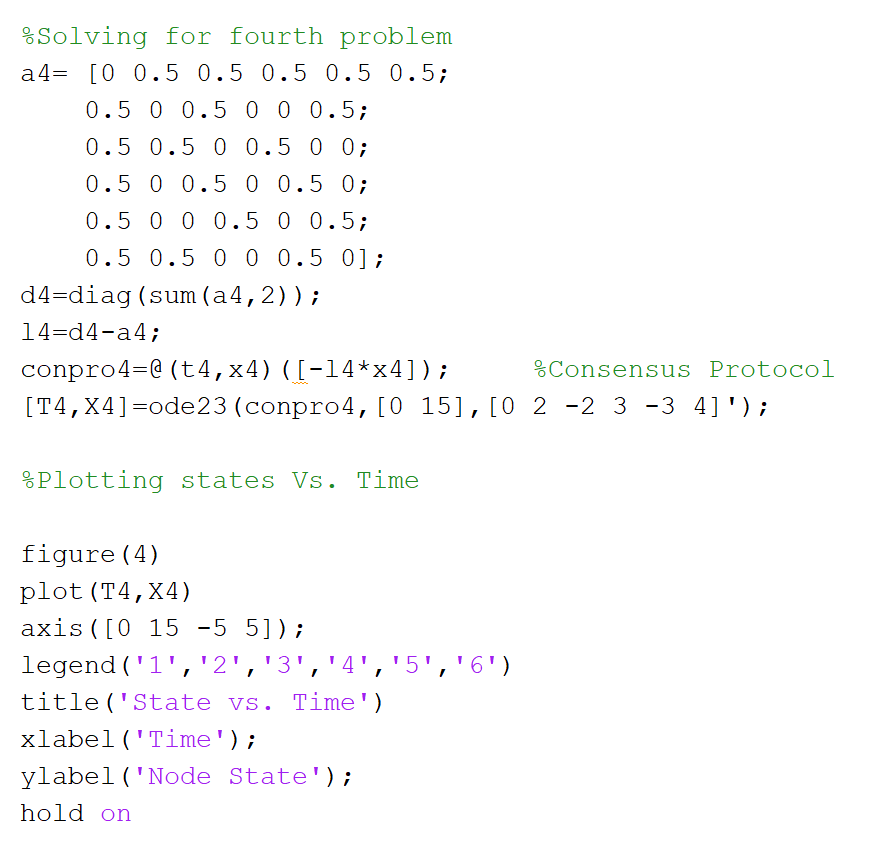 %Solving for fourth problem
a4= [0 0.5 0.5 0.5 0.5 0.5;
0.5 0 0.5 0 0 0.5;
0.5 0.5 0 0.5 0 0;
0.5 0 0.5 0 0.5 0;
0.5 0 0 0.5 0 0.5;
0.5 0.5 0 0 0.5 0];
d4=diag(sum(a4,2));
l4=d4-a4;
conpro4=@(t4,x4)([-l4*x4]); %Consensus Protocol
[T4,X4]=ode23(conpro4,[0 15],[0 2 -2 3 -3 4]');
%Plotting states Vs. Time
figure(4)
plot(T4,X4)
axis([0 15 -5 5]);
legend('1','2','3','4','5','6')
title('State vs. Time')
xlabel('Time');
ylabel('Node State');
hold on